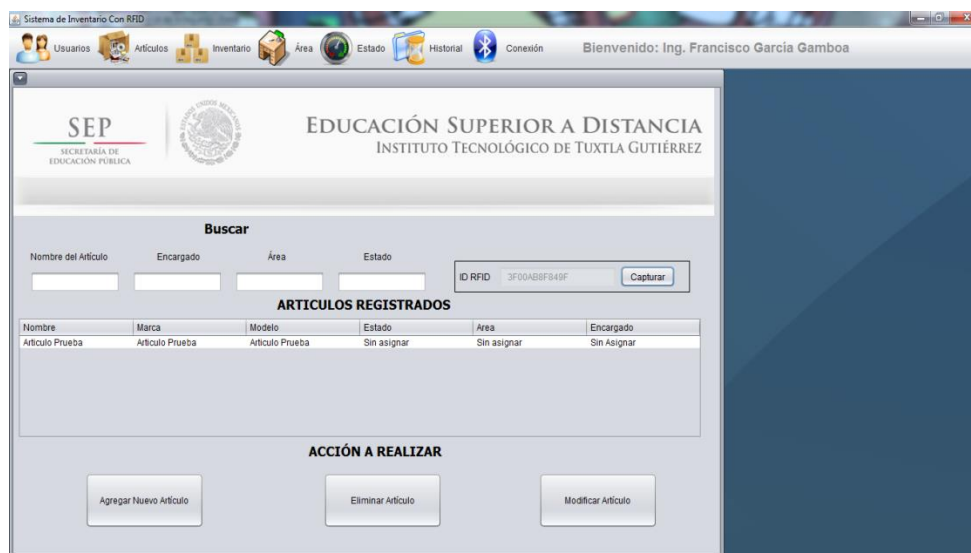 Sistema de Inventario Con RFID
Usuarios Artículos Inventario Área Estado Historial Conexión Bienvenido: Ing. Francisco Garcia Gamboa
SEP
SECRETARÍA DE
EDUCACIÓN PÚBLICA
EDUCACIÓN SUPERIOR A DISTANCIA
INSTITUTO TECNOLÓGICO DE TUXTLA GUTIÉRREZ
Buscar
Nombre del Artículo Encargado Área Estado
ID RFID 3F00AB8F849F Capturar
ARTICULOS REGISTRADOS
Nombre Marca Modelo Estado Area Encargado
Articulo Prueba Articulo Prueba Articulo Prueba Sin asignar Sin asignar Sin Asignar
ACCIÓN A REALIZAR
Agregar Nuevo Artículo Eliminar Artículo Modificar Artículo